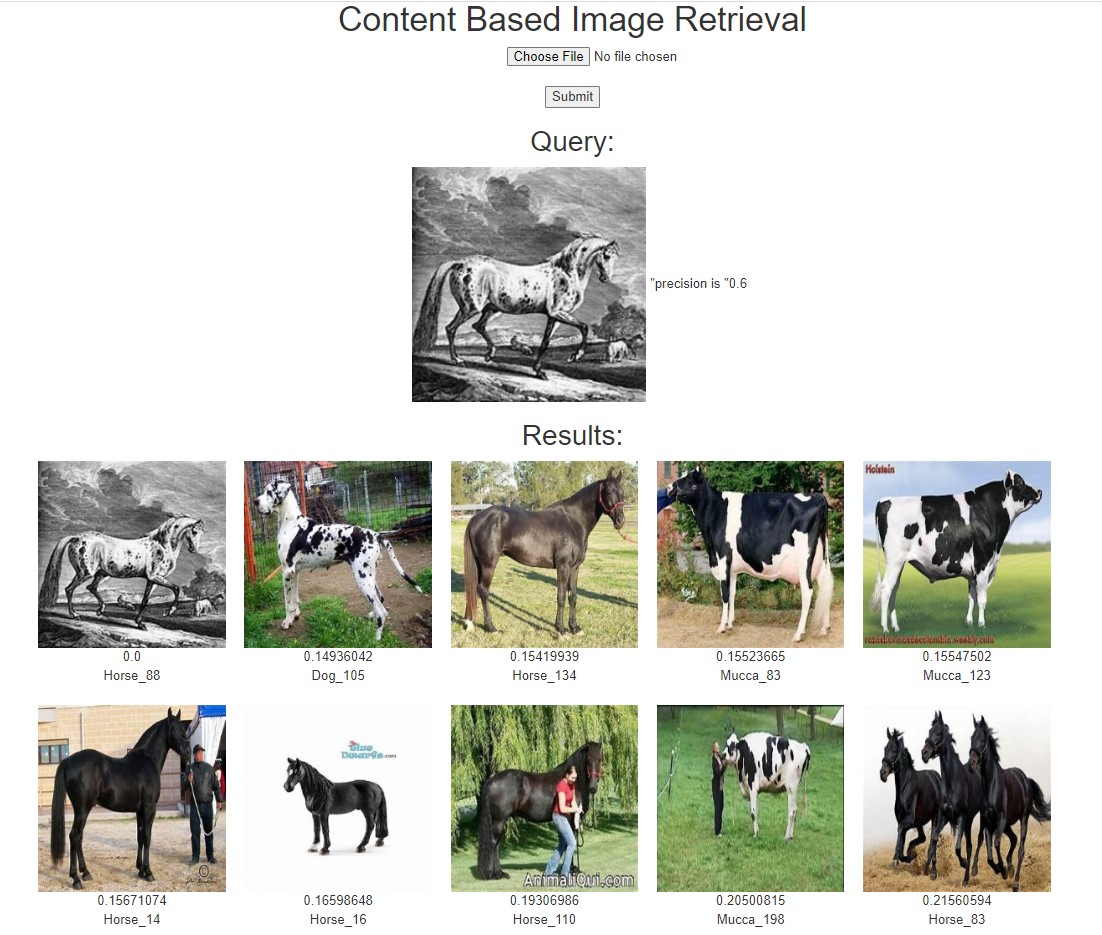 Content Based Image Retrieval
Choose File No file chosen
Submit
Query:
"precision is "0.6
Results:
Holstein
0.0
0.14936042
0.15419939
0.15523665
0.15547502
Horse_88
Dog_105
Horse_134
Mucca_83
Mucca_123
Blue Dwarfs.com
AnimaliQui.com
0.15671074
0.16598648
0.19306986
0.20500815
0.21560594
Horse_14
Horse_16
Horse_110
Mucca_198
Horse_83